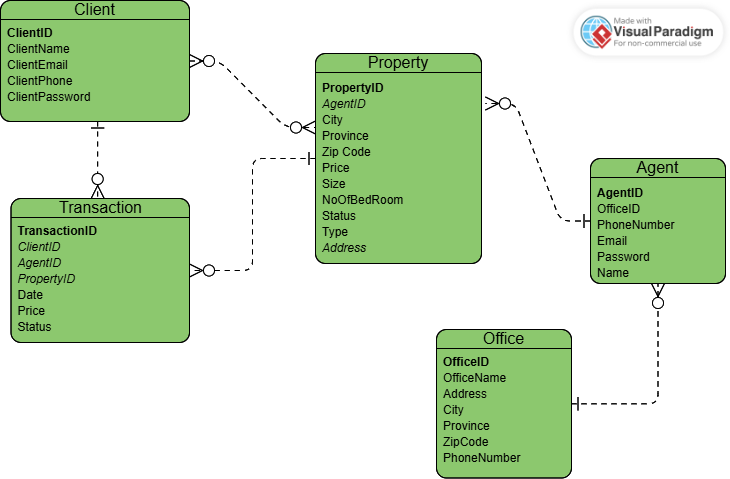 Client
ClientID
ClientName
ClientEmail
ClientPhone
ClientPassword
Made with
Visual Paradigm
For non-commercial use
Property
PropertyID
AgentID
City
Province
Zip Code
Price
Size
NoOfBedRoom
Status
Type
Address
Agent
AgentID
OfficeID
PhoneNumber
Email
Password
Name
Transaction
TransactionID
ClientID
AgentID
PropertyID
Date
Price
Status
Office
OfficeID
OfficeName
Address
City
Province
ZipCode
PhoneNumber